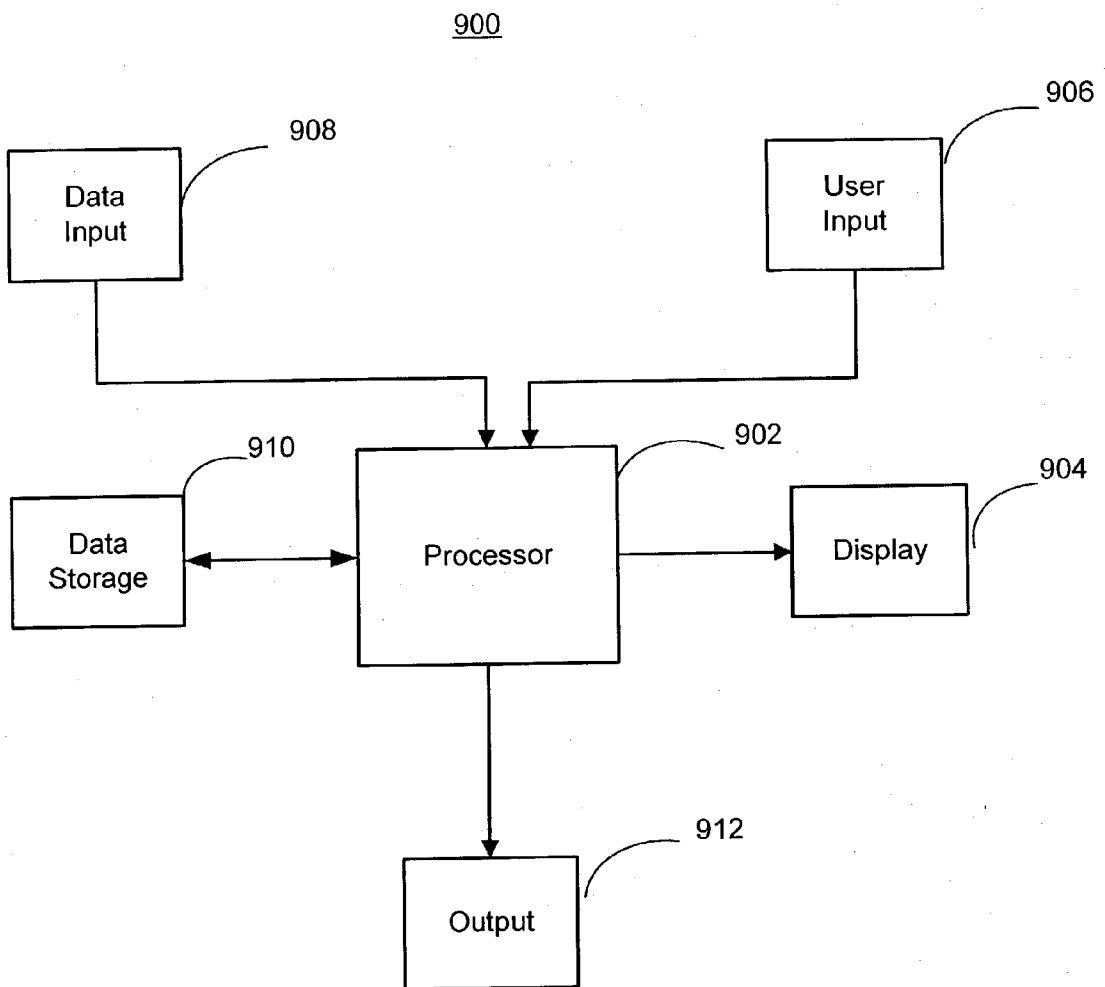 900
906
908
Data
Input
User
Input
902
910
904
Data
Storage
Processor
Display
912
Output